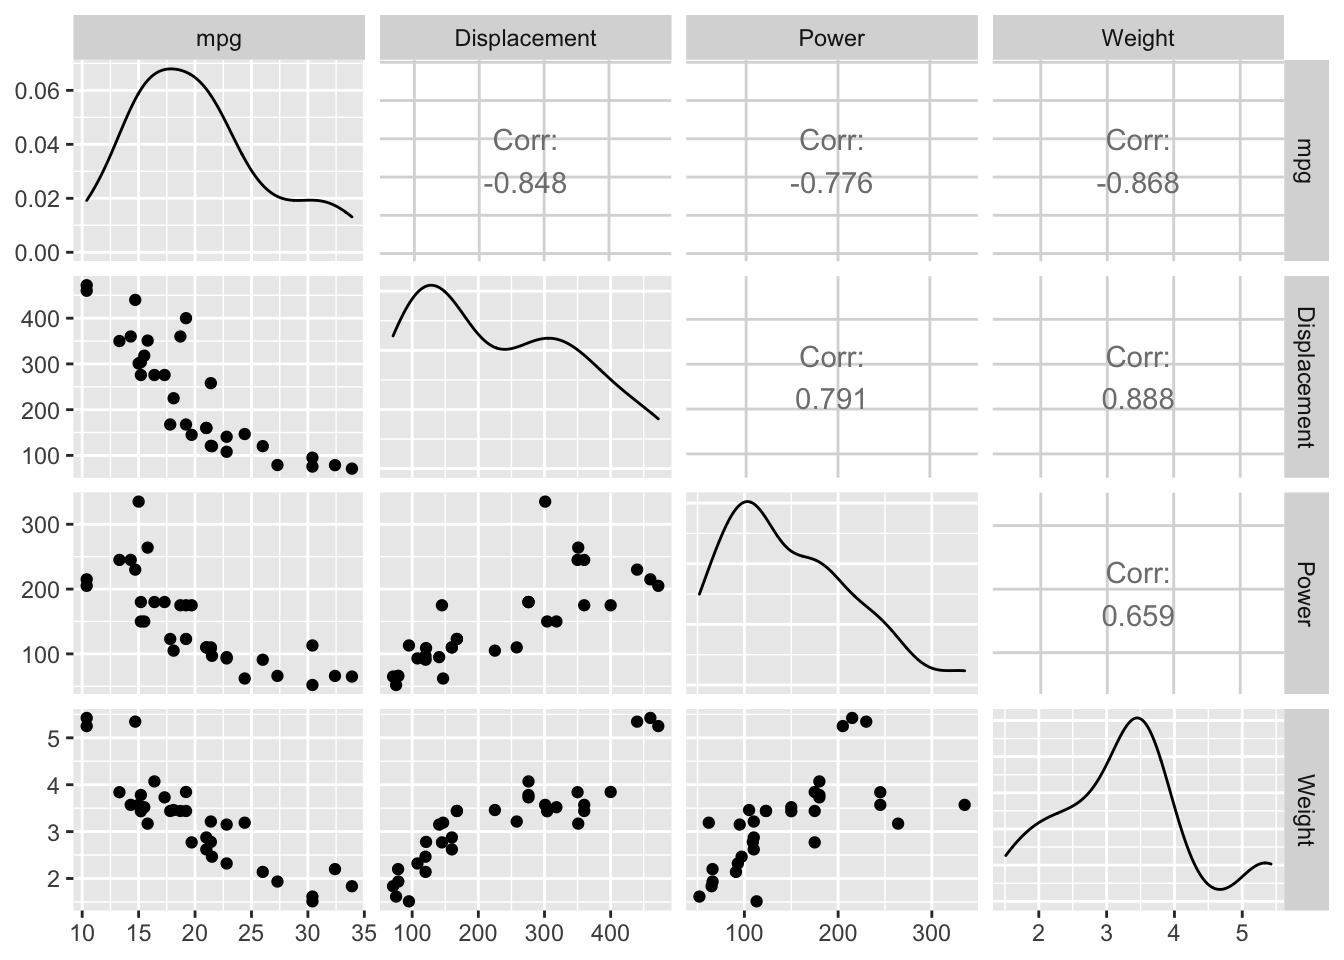 mpg Displacement Power Weight
0.06
0.04
0.02
0.00
Corr:
-0.848
Corr:
-0.776
Corr:
-0.868
mpg
400
300
200
100
Corr:
0.791
Corr:
0.888
Displacement
300
200
100
Corr:
0.659
Power
5
4
3
2
Weight
10 15 20 25 30 35 100 200 300 400 100 200 300 2 3 4 5